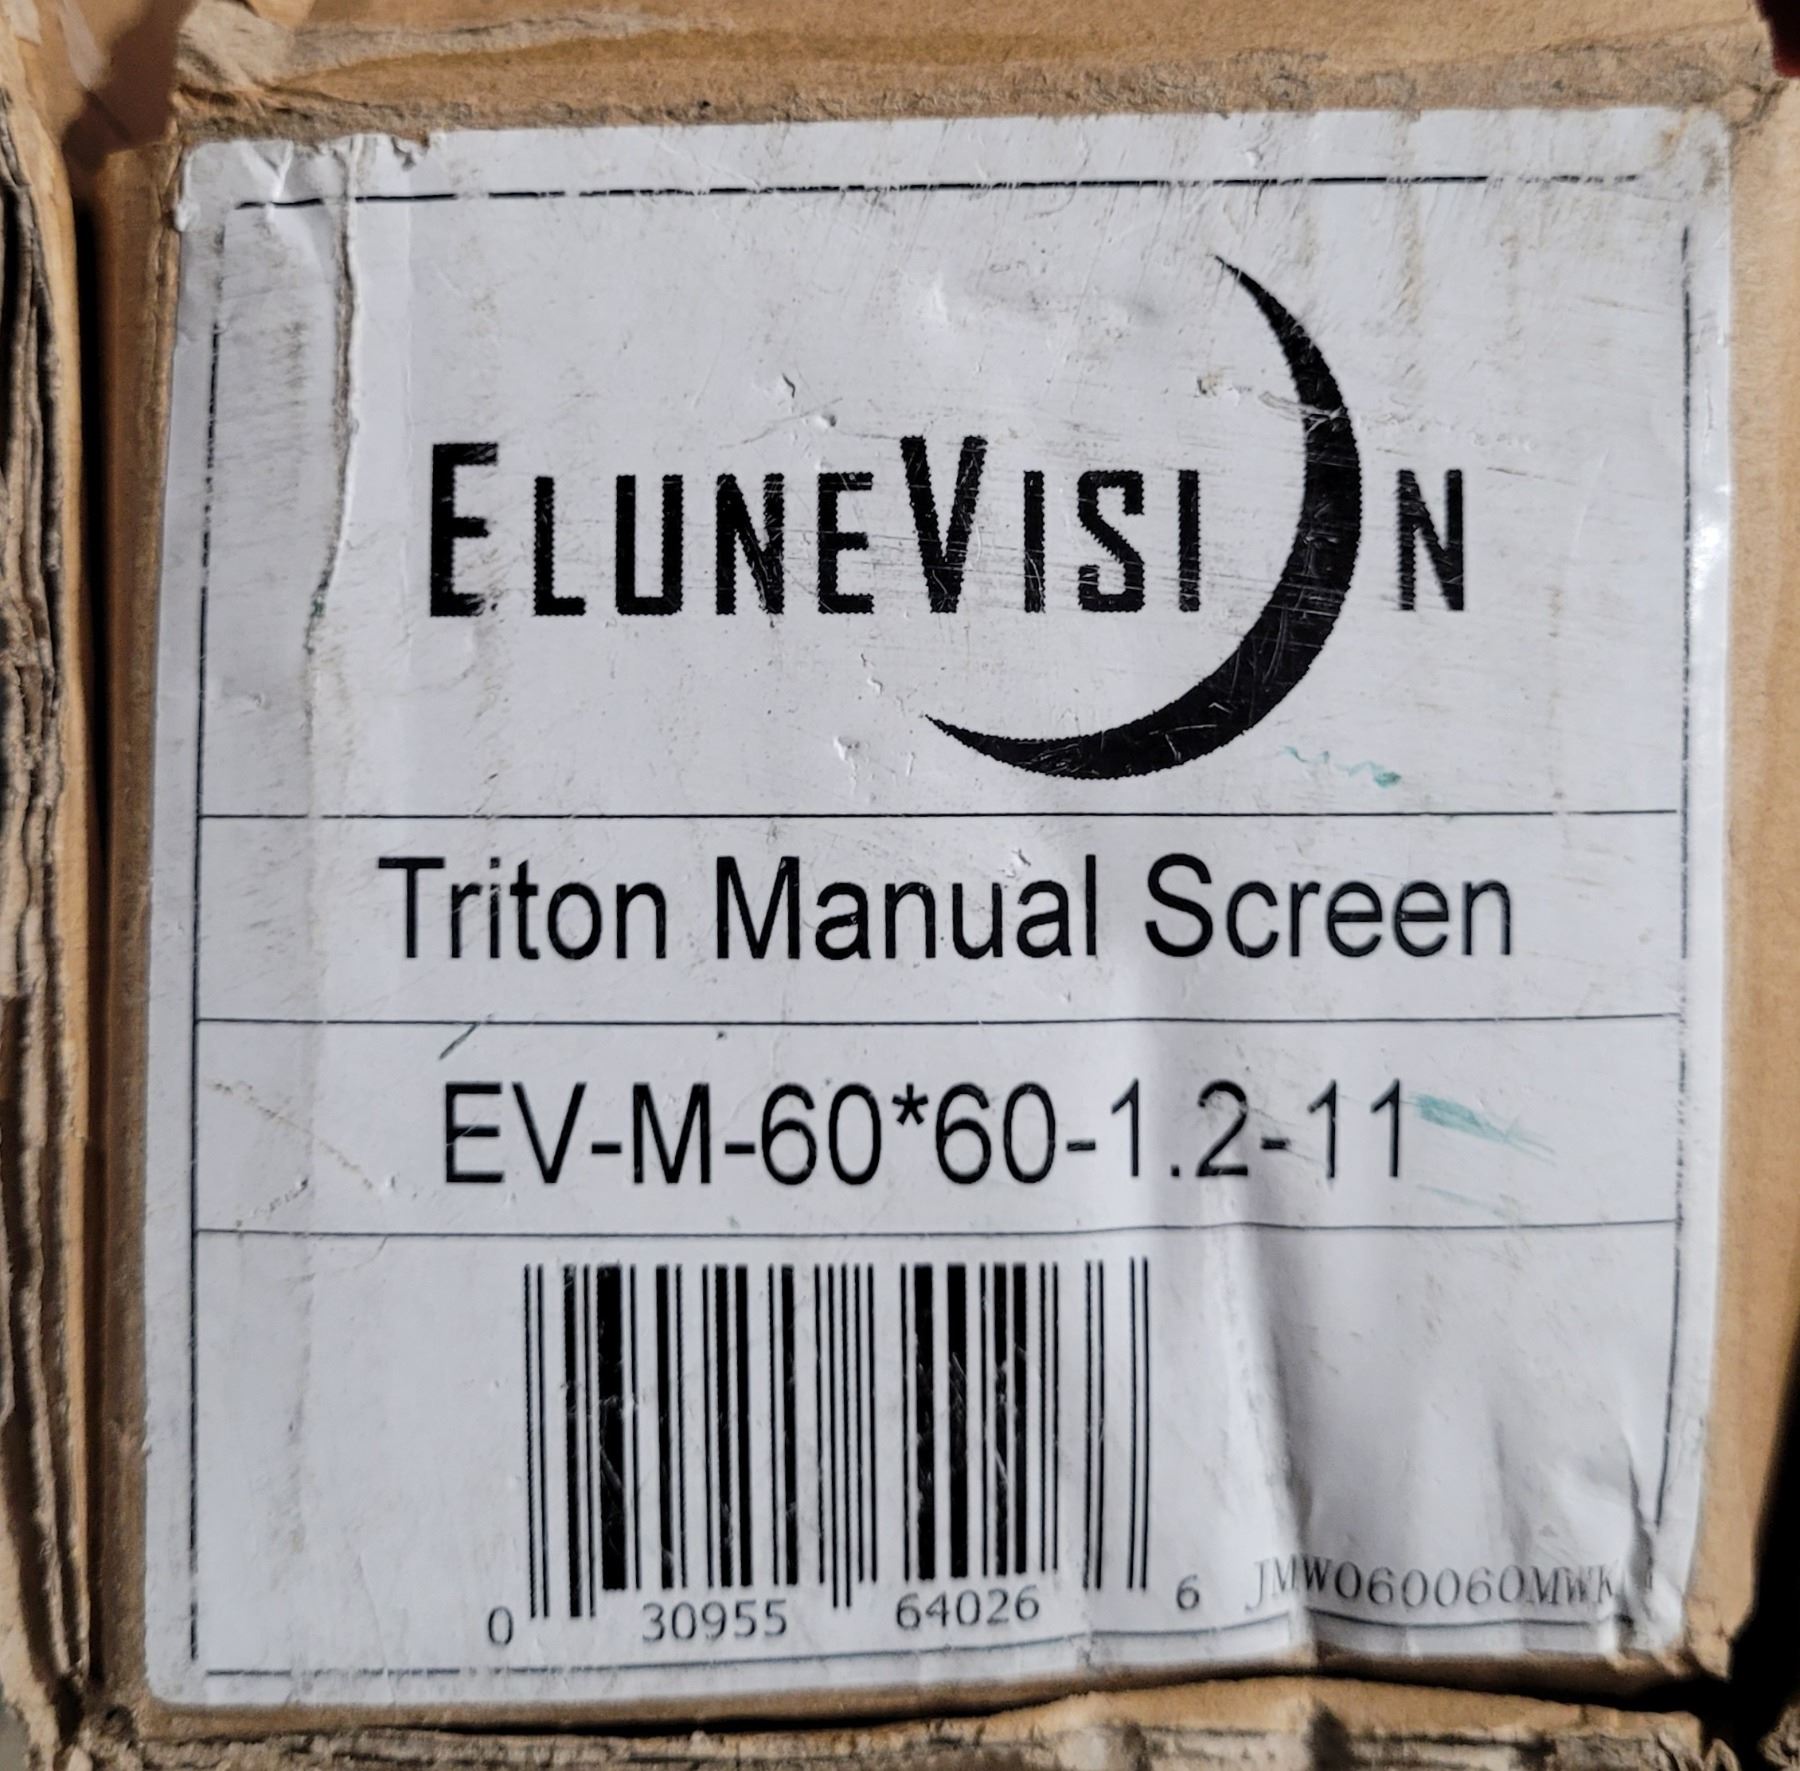 ELUNEVISION
Triton Manual Screen
EV-M-60*60-1.2-11
0 30955 64026 6
JMW060060MWK